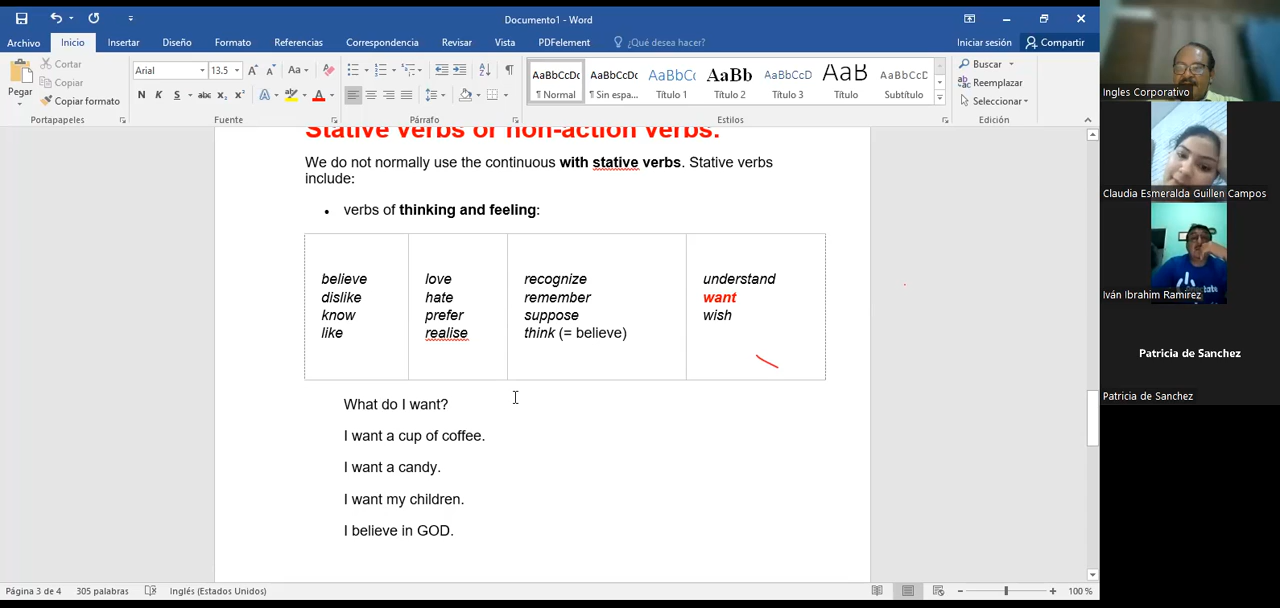 Documento1 - Word
Archivo Inicio Insertar Diseño Formato Referencias Correspondencia Revisar Vista PDFelement ¿Qué desea hacer? Iniciar sesión Compartir
Pegar
Cortar
Copiar
Copiar formato
Portapapeles
Arial 13.5
N K S abc x₂ x²
Fuente
Párrafo
AaBbCcDc AaBbCcDc AaBbCc AaBb AaBbCcD AaB AaBbCcD
¶ Normal ¶ Sin espa... Título 1 Título 2 Título 3 Título Subtítulo
Estilos
Buscar
Reemplazar
Seleccionar
Edición
Stative verbs or non-action verbs.
We do not normally use the continuous with stative verbs. Stative verbs
include:
• verbs of thinking and feeling:
believe love recognize understand
dislike hate remember want
know prefer suppose wish
like realise think (= believe)
What do I want?
I want a cup of coffee.
I want a candy.
I want my children.
I believe in GOD.
Página 3 de 4 305 palabras Inglés (Estados Unidos) 100 %
Ingles Corporativo
Claudia Esmeralda Guillen Campos
Iván Ibrahim Ramirez
Patricia de Sanchez
Patricia de Sanchez